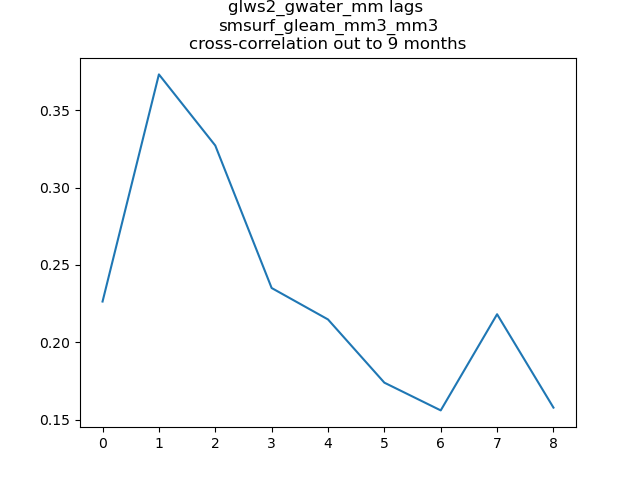 glws2_gwater_mm lags
smsurf_gleam_mm3_mm3
cross-correlation out to 9 months
0.35
0.30
0.25
0.20
0.15
0 1 2 3 4 5 6 7 8